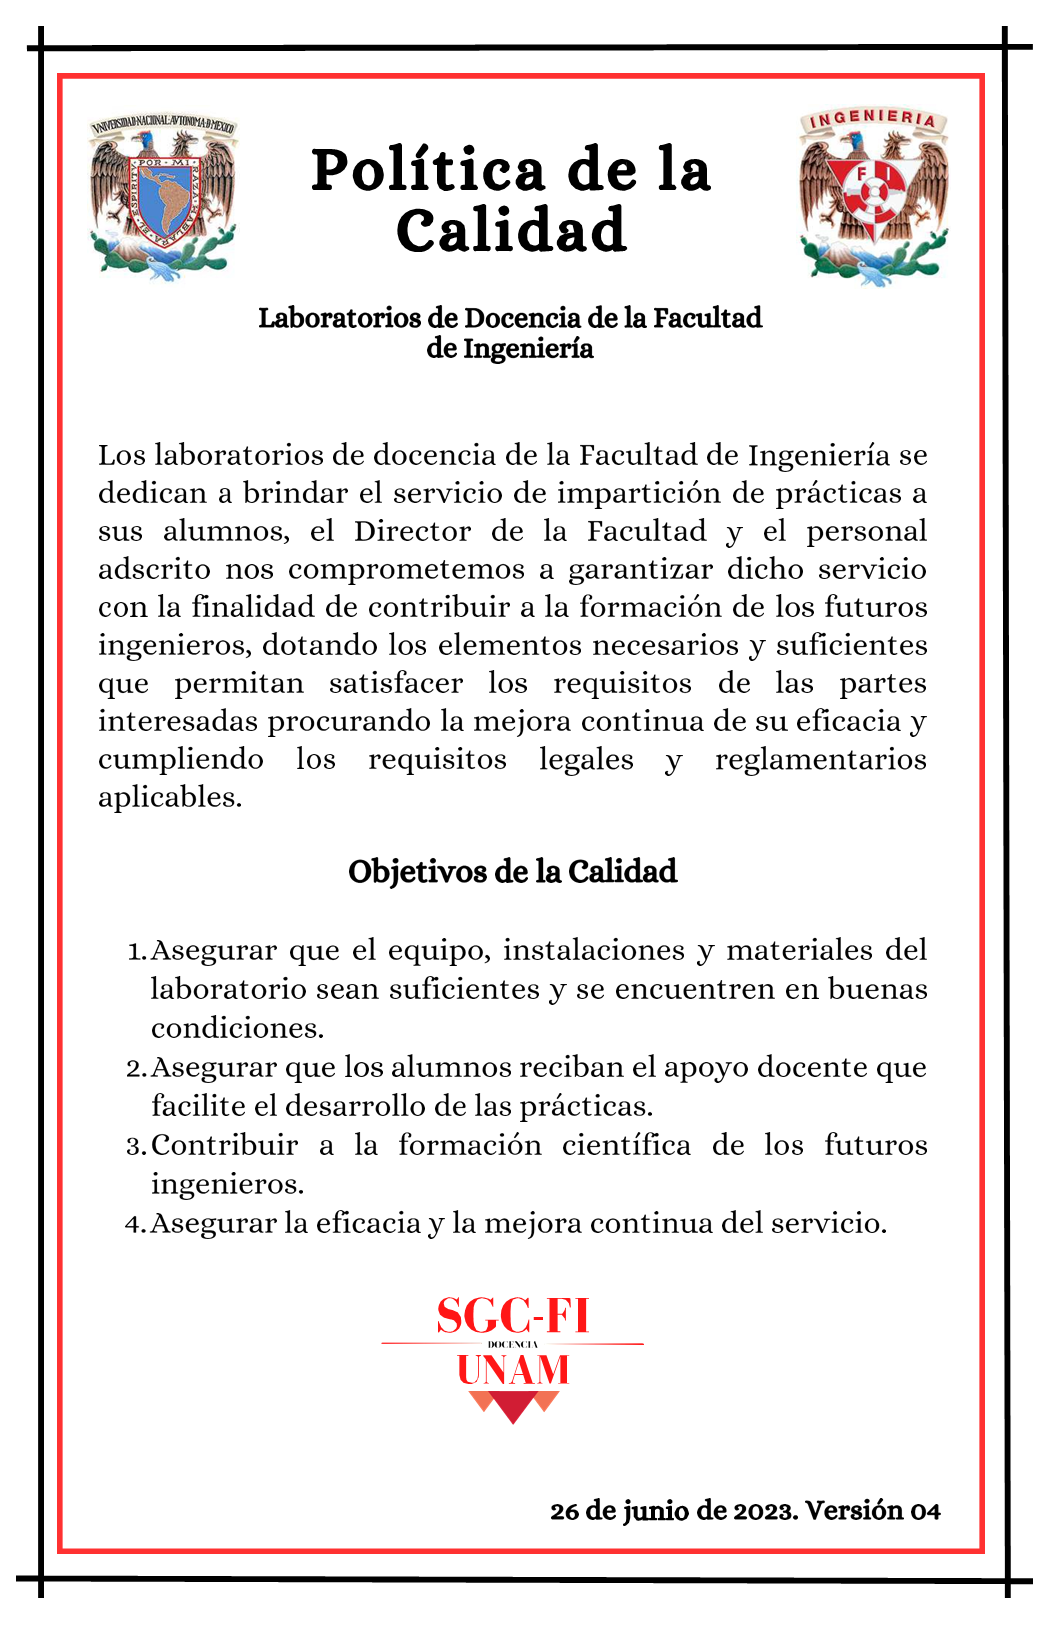 VNIVERSIDAD·NACIONAL·AVTONOMA·D·MEXICO
POR·MI·RAZA·HABLARA·EL·ESPIRITV
INGENIERIA
F I
Política de la
Calidad
Laboratorios de Docencia de la Facultad
de Ingeniería
Los laboratorios de docencia de la Facultad de Ingeniería se
dedican a brindar el servicio de impartición de prácticas a
sus alumnos, el Director de la Facultad y el personal
adscrito nos comprometemos a garantizar dicho servicio
con la finalidad de contribuir a la formación de los futuros
ingenieros, dotando los elementos necesarios y suficientes
que permitan satisfacer los requisitos de las partes
interesadas procurando la mejora continua de su eficacia y
cumpliendo los requisitos legales y reglamentarios
aplicables.
Objetivos de la Calidad
1. Asegurar que el equipo, instalaciones y materiales del
laboratorio sean suficientes y se encuentren en buenas
condiciones.
2. Asegurar que los alumnos reciban el apoyo docente que
facilite el desarrollo de las prácticas.
3. Contribuir a la formación científica de los futuros
ingenieros.
4. Asegurar la eficacia y la mejora continua del servicio.
SGC-FI
DOCENCIA
UNAM
26 de junio de 2023. Versión 04